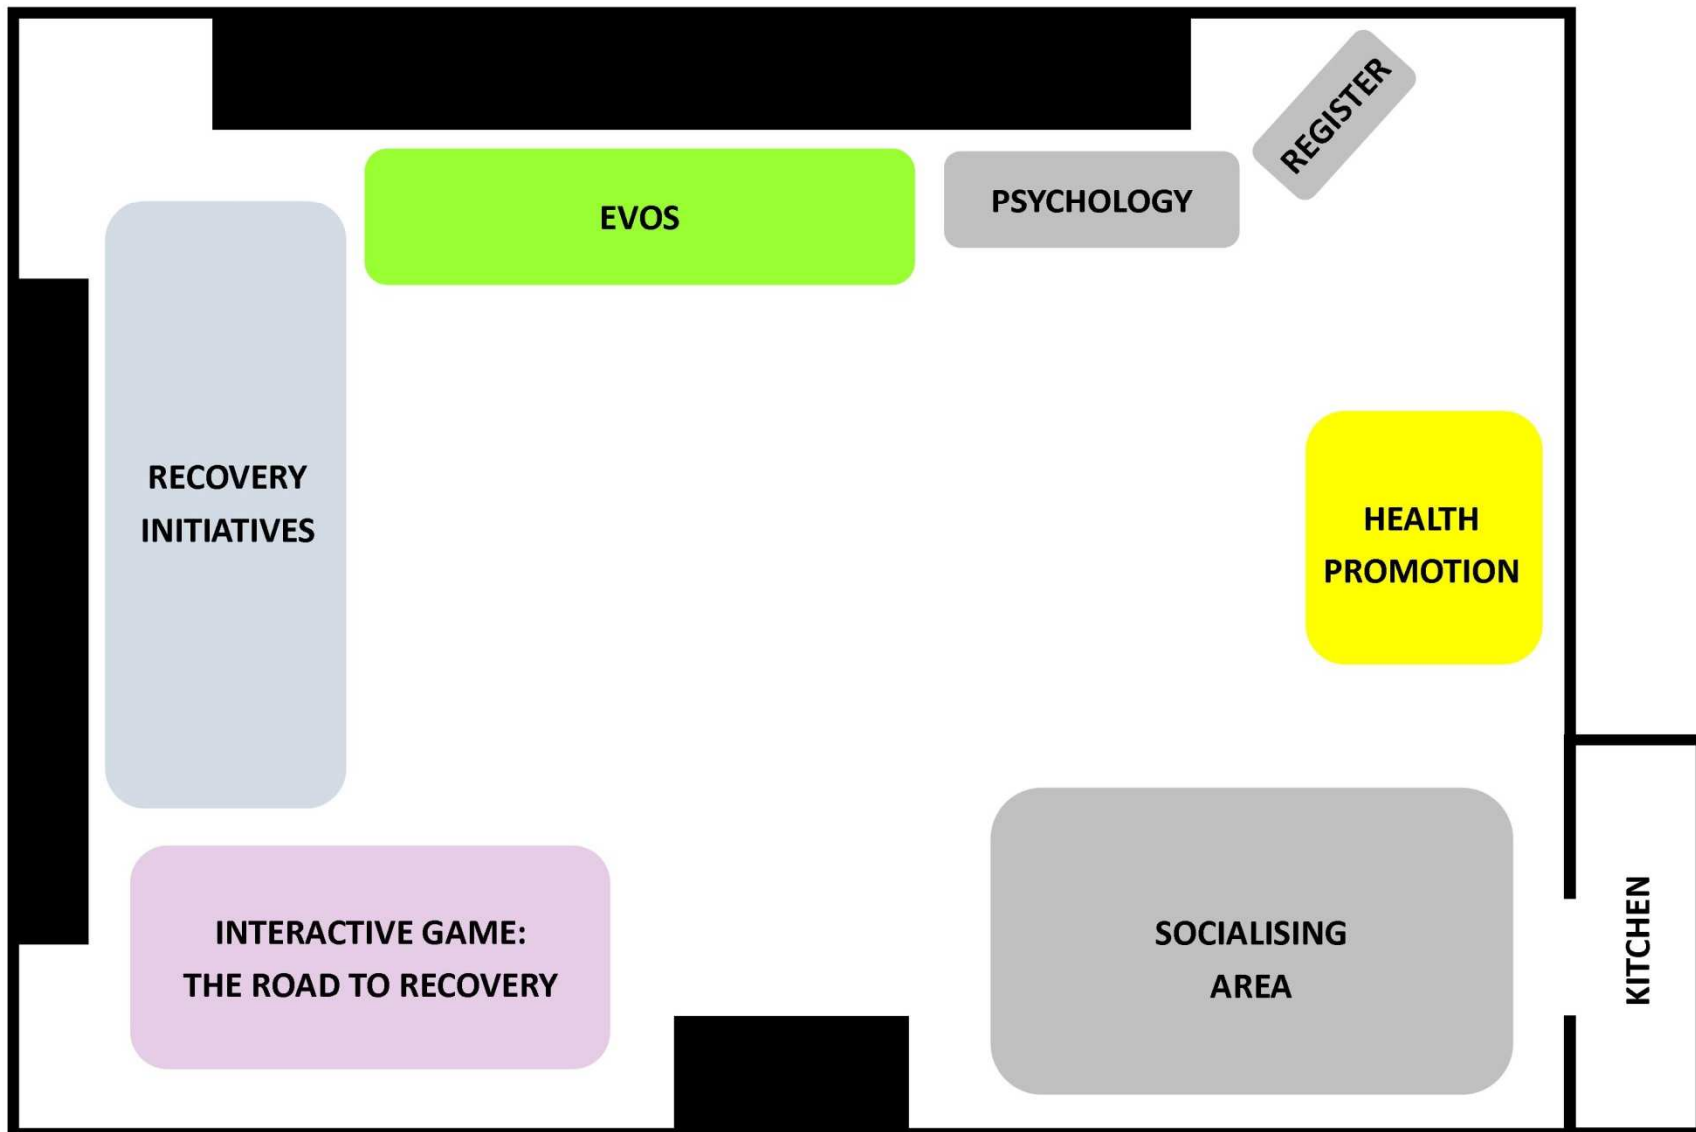 REGISTER
EVOS
PSYCHOLOGY
RECOVERY
INITIATIVES
HEALTH
PROMOTION
INTERACTIVE GAME:
THE ROAD TO RECOVERY
SOCIALISING
AREA
KITCHEN